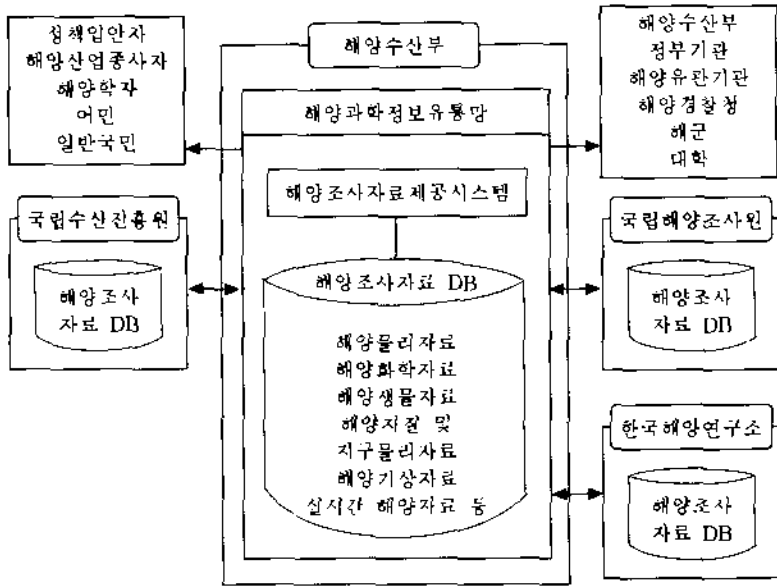 정책입안자
해양산업종사자
해양학자
어민
일반국민
해양수산부
해양과학정보유통망
해양조사자료제공시스템
해양조사자료 DB
해양물리자료
해양화학자료
해양생물자료
해양지질 및
지구물리자료
해양기상자료
실시간 해양자료 등
해양수산부
정부기관
해양유관기관
해양경찰청
해군
대학
국립수산진흥원
해양조사
자료 DB
국립해양조사원
해양조사
자료 DB
한국해양연구소
해양조사
자료 DB